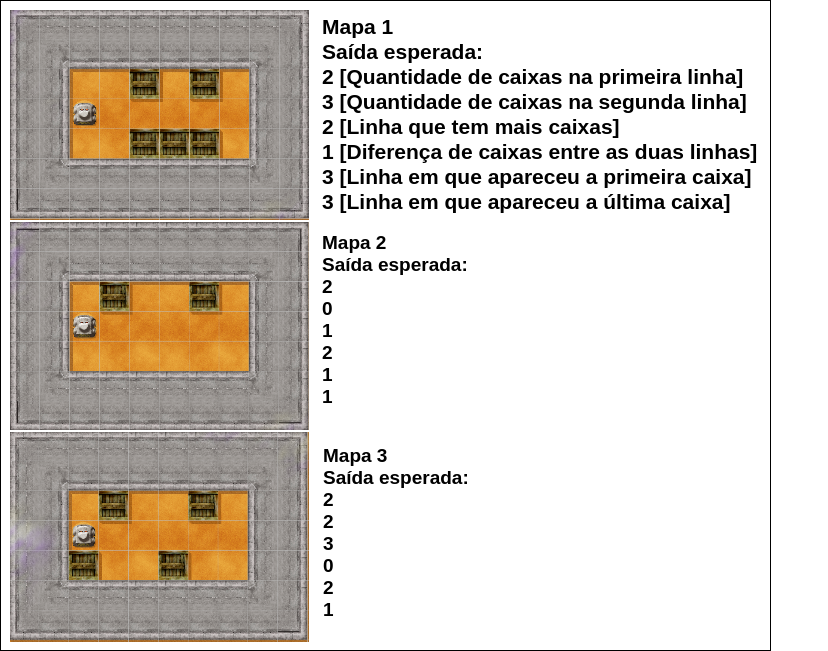 Mapa 1
Saída esperada:
2 [Quantidade de caixas na primeira linha]
3 [Quantidade de caixas na segunda linha]
2 [Linha que tem mais caixas]
1 [Diferença de caixas entre as duas linhas]
3 [Linha em que apareceu a primeira caixa]
3 [Linha em que apareceu a última caixa]
Mapa 2
Saída esperada:
2
0
1
2
1
1
Mapa 3
Saída esperada:
2
2
3
0
2
1